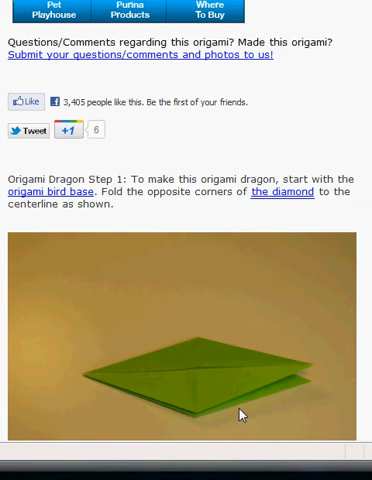 Pet Playhouse
Purina Products
Where To Buy
Questions/Comments regarding this origami? Made this origami?
Submit your questions/comments and photos to us!
Like
3,405 people like this. Be the first of your friends.
Tweet
+1
6
Origami Dragon Step 1: To make this origami dragon, start with the
origami bird base. Fold the opposite corners of the diamond to the
centerline as shown.